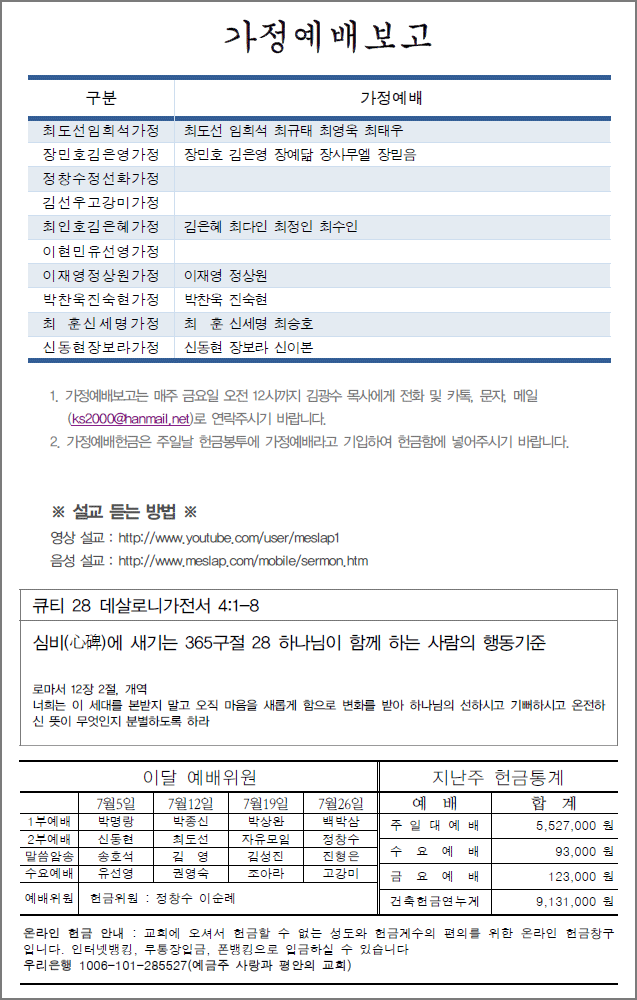 가정예배보고
구분 가정예배
최도선임희석가정 최도선 임희석 최규태 최영욱 최태우
장민호김은영가정 장민호 김은영 장예닮 장사무엘 장믿음
정창수정선화가정
김선우고강미가정
최인호김은혜가정 김은혜 최다인 최정인 최수인
이현민유선영가정
이재영정상원가정 이재영 정상원
박찬욱진숙현가정 박찬욱 진숙현
최 훈신세명가정 최 훈 신세명 최승호
신동현장보라가정 신동현 장보라 신이본
1. 가정예배보고는 매주 금요일 오전 12시까지 김광수 목사에게 전화 및 카톡, 문자, 메일
(ks2000@hanmail.net)로 연락주시기 바랍니다.
2. 가정예배헌금은 주일날 헌금봉투에 가정예배라고 기입하여 헌금함에 넣어주시기 바랍니다.
※ 설교 듣는 방법 ※
영상 설교 : http://www.youtube.com/user/meslap1
음성 설교 : http://www.meslap.com/mobile/sermon.htm
큐티 28 데살로니가전서 4:1-8
심비(心碑)에 새기는 365구절 28 하나님이 함께 하는 사람의 행동기준
로마서 12장 2절, 개역
너희는 이 세대를 본받지 말고 오직 마음을 새롭게 함으로 변화를 받아 하나님의 선하시고 기뻐하시고 온전하
신 뜻이 무엇인지 분별하도록 하라
이달 예배위원
7월5일 7월12일 7월19일 7월26일
1부예배 박명랑 박종신 박상완 백박삼
2부예배 신동현 최도선 자유모임 정창수
말씀암송 송호석 김 영 김성진 진형은
수요예배 유선영 권영숙 조아라 고강미
예배위원 헌금위원 : 정창수 이순례
지난주 헌금통계
예 배 합 계
주 일 대 예 배 5,527,000 원
수 요 예 배 93,000 원
금 요 예 배 123,000 원
건축헌금연누계 9,131,000 원
온라인 헌금 안내 : 교회에 오셔서 헌금할 수 없는 성도와 헌금계수의 편의를 위한 온라인 헌금창구
입니다. 인터넷뱅킹, 무통장입금, 폰뱅킹으로 입금하실 수 있습니다
우리은행 1006-101-285527(예금주 사랑과 평안의 교회)